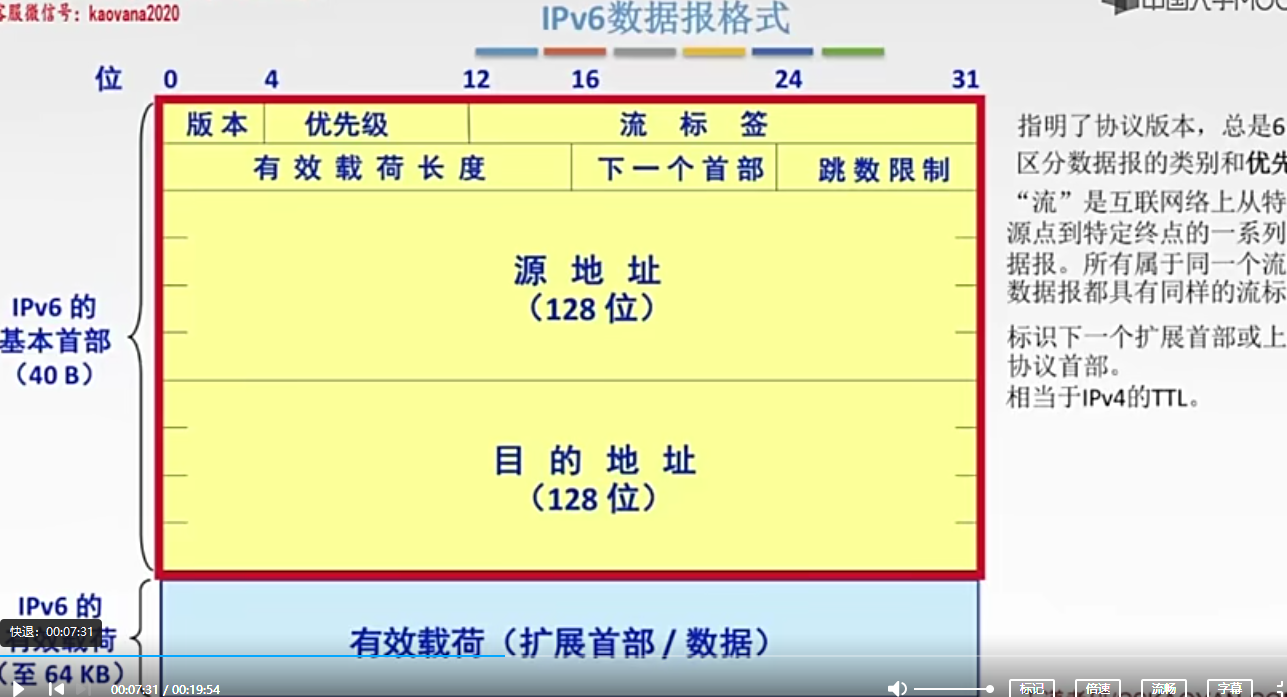 客服微信号：kaovana2020
中国大学MOO
IPv6数据报格式
位 0 4 12 16 24 31
版本 优先级 流 标 签
有 效 载 荷 长 度 下一个首部 跳数限制
源 地 址
（128 位）
目 的 地 址
（128 位）
IPv6 的
基本首部
（40 B）
指明了协议版本，总是6
区分数据报的类别和优先
“流”是互联网络上从特
源点到特定终点的一系列
据报。所有属于同一个流
数据报都具有同样的流标
标识下一个扩展首部或上
协议首部。
相当于IPv4的TTL。
IPv6 的
有效载荷
（至 64 KB）
有效载荷（扩展首部 / 数据）
快退：00:07:31
00:07:31 / 00:19:54
标记 倍速 流畅 字幕